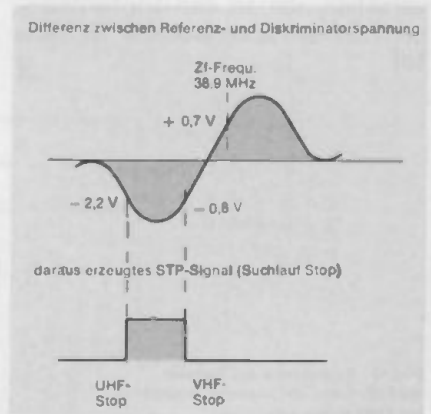 Differenz zwischen Referenz- und Diskriminatorspannung
Zf-Frequ.
38.9 MHz
+ 0,7 V
– 2,2 V
– 0,8 V
daraus erzeugtes STP-Signal (Suchlauf Stop)
UHF-
Stop
VHF-
Stop